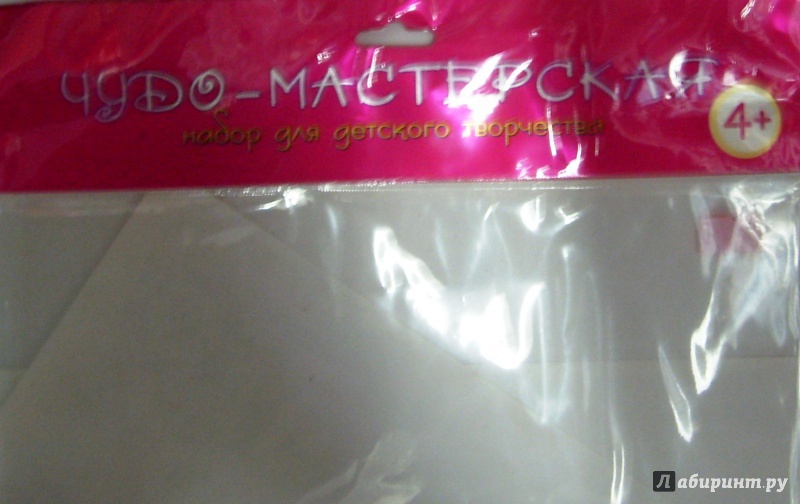 ЧУДО-МАСТЕРСКАЯ
набор для детского творчества
4+
Лабиринт.ру